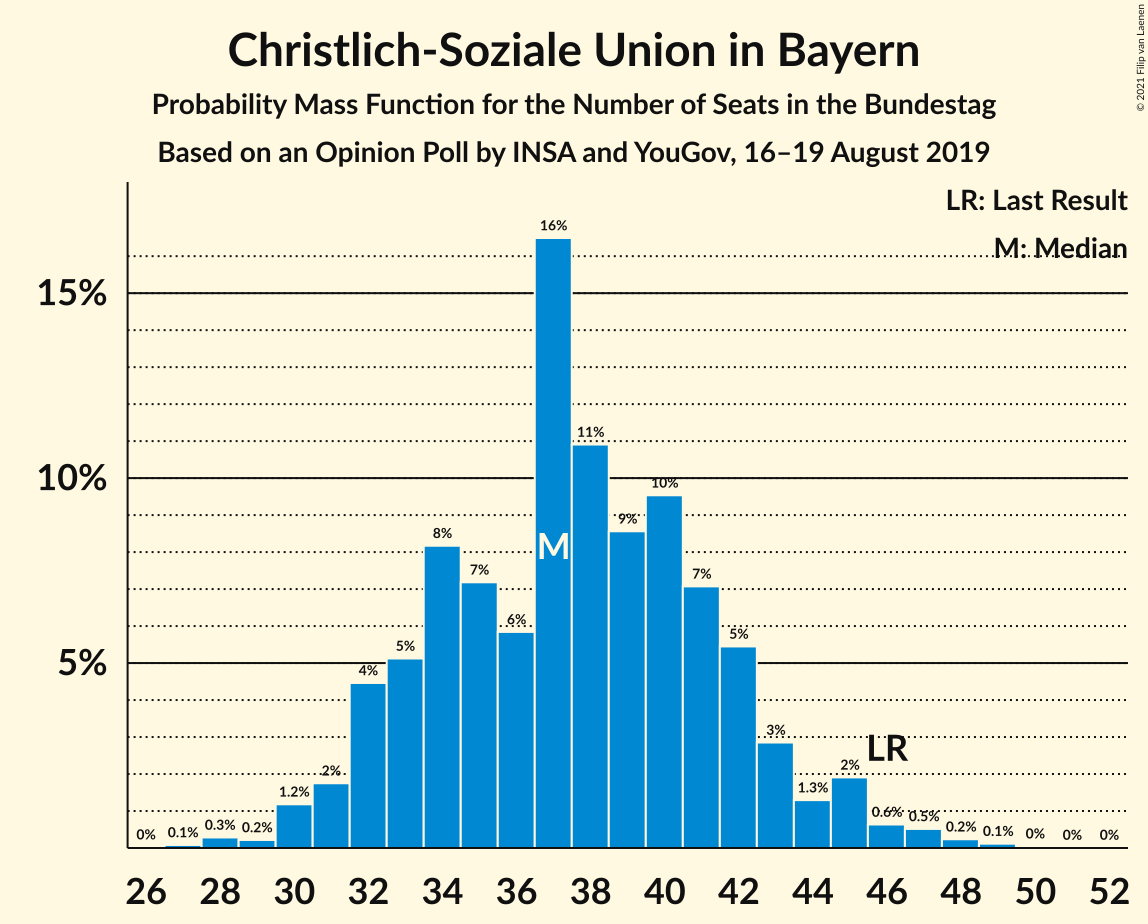 Christlich-Soziale Union in Bayern
Probability Mass Function for the Number of Seats in the Bundestag
Based on an Opinion Poll by INSA and YouGov, 16–19 August 2019
© 2021 Filip van Laenen
LR: Last Result
M: Median
15%
10%
5%
0% 0.1% 0.3% 0.2% 1.2% 2% 4% 5% 8% 7% 6% 16% 11% 9% 10% 7% 5% 3% 1.3% 2% 0.6% 0.5% 0.2% 0.1% 0% 0% 0%
M
LR
26 28 30 32 34 36 38 40 42 44 46 48 50 52